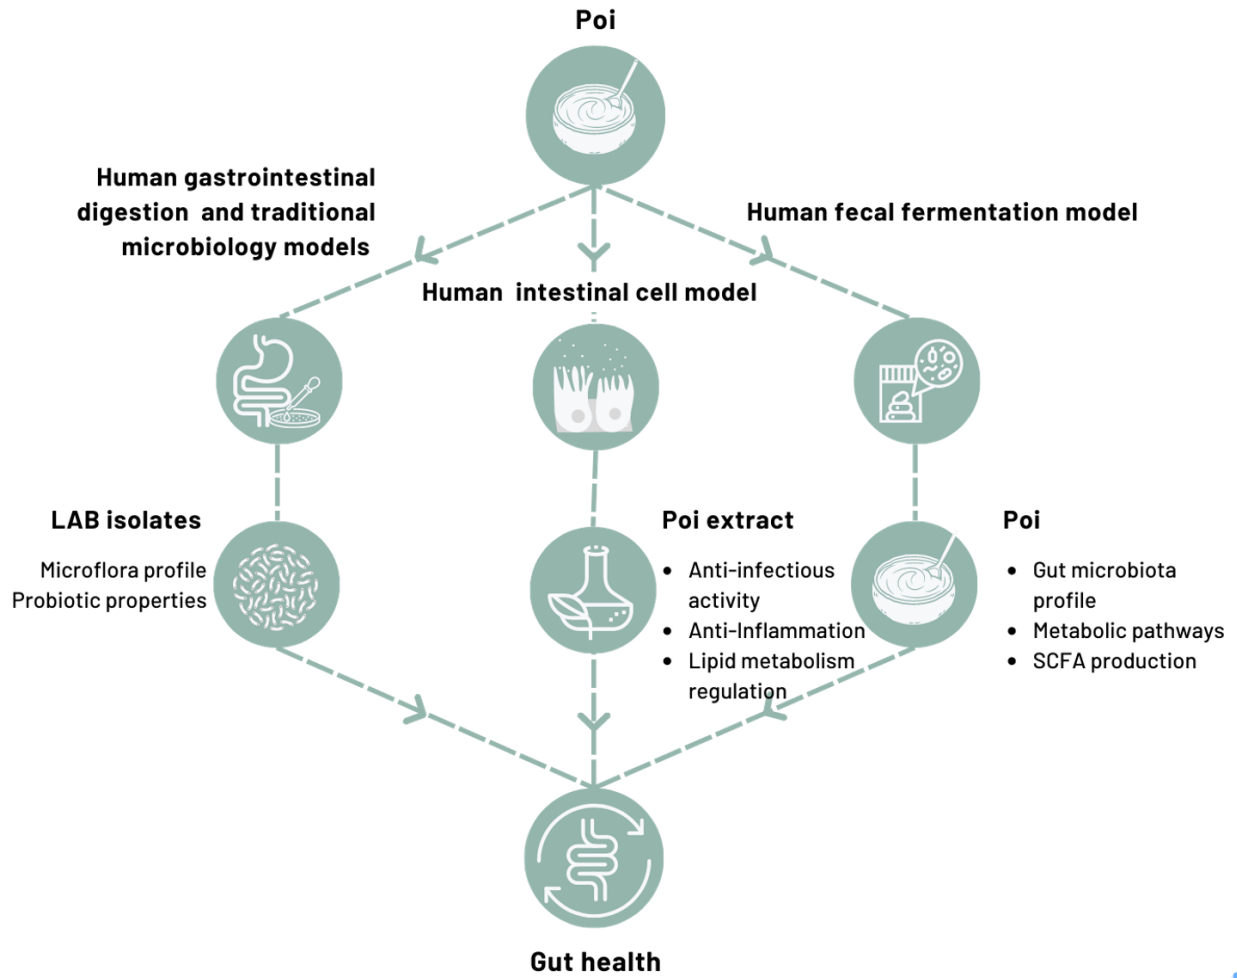 Poi
Human gastrointestinal
digestion and traditional
microbiology models
Human fecal fermentation model
Human intestinal cell model
LAB isolates
Microflora profile
Probiotic properties
Poi extract
• Anti-infectious
activity
• Anti-Inflammation
• Lipid metabolism
regulation
Poi
• Gut microbiota
profile
• Metabolic pathways
• SCFA production
Gut health